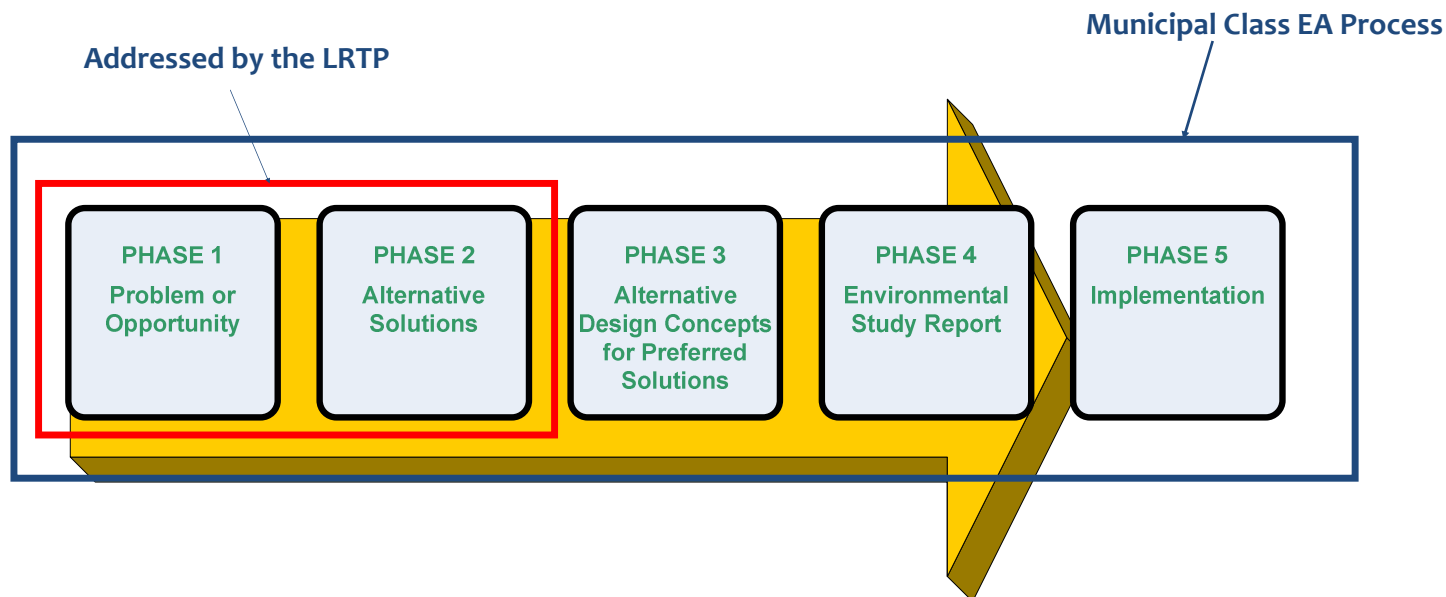 Municipal Class EA Process
Addressed by the LRTP
PHASE 1
Problem or
Opportunity
PHASE 2
Alternative
Solutions
PHASE 3
Alternative
Design Concepts
for Preferred
Solutions
PHASE 4
Environmental
Study Report
PHASE 5
Implementation